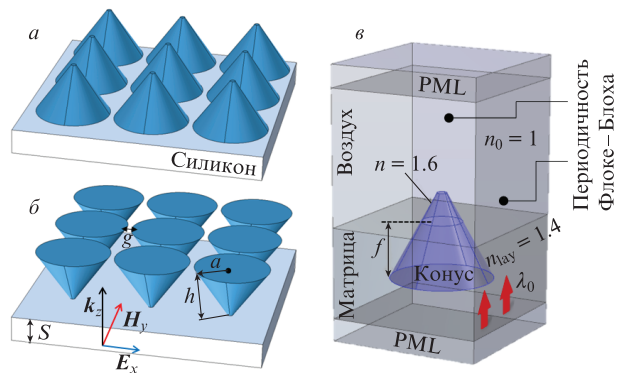 а
Силикон
б
g
a
h
k_z
H_y
S
E_x
в
PML
Воздух
n_0 = 1
n = 1.6
Периодичность
Флоке – Блоха
f
n_lay = 1.4
Матрица
Конус
λ_0
PML